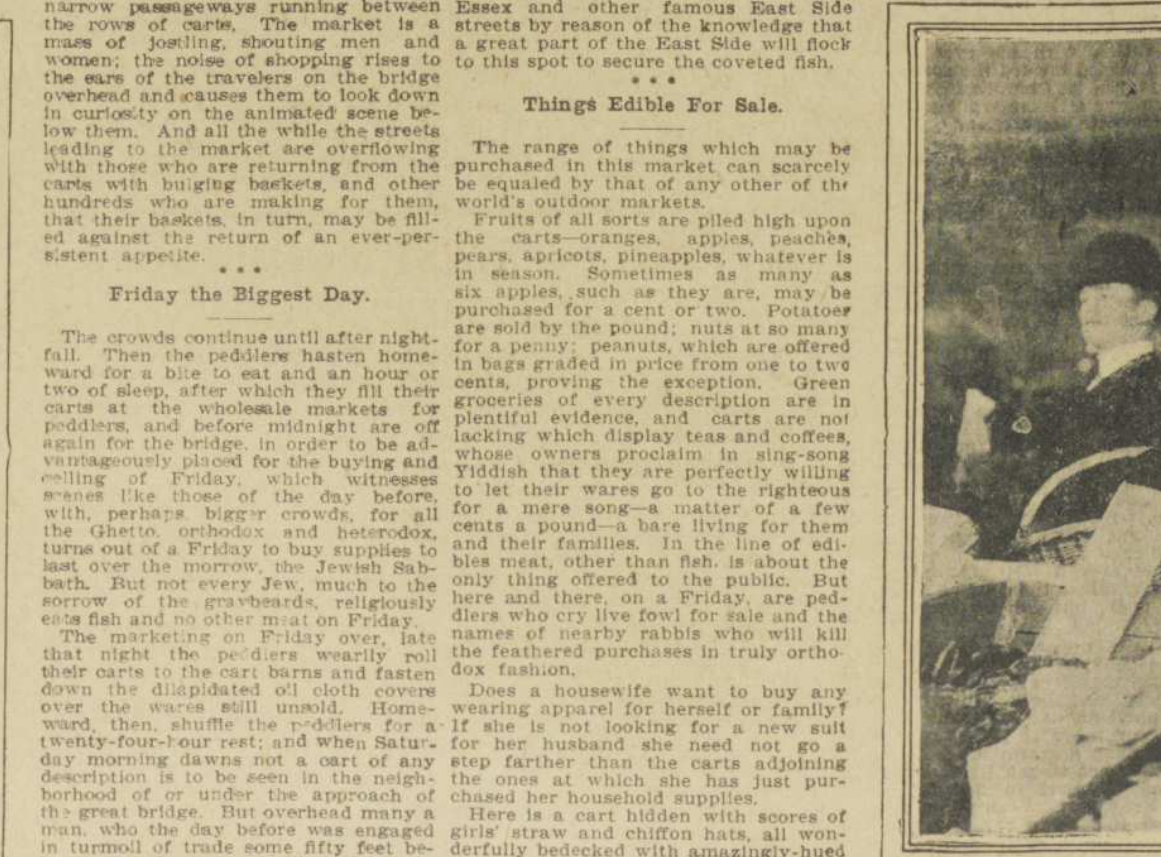 narrow passageways running between
the rows of carts. The market is a
mass of jostling, shouting men and
women; the noise of shopping rises to
the ears of the travelers on the bridge
overhead and causes them to look down
in curiosity on the animated scene be-
low them. And all the while the streets
leading to the market are overflowing
with those who are returning from the
carts with bulging baskets, and other
hundreds who are making for them,
that their baskets, in turn, may be fill-
ed against the return of an ever-per-
sistent appetite.
* * *
Friday the Biggest Day.
The crowds continue until after night-
fall. Then the peddlers hasten home-
ward for a bite to eat and an hour or
two of sleep, after which they fill their
carts at the wholesale markets for
peddlers, and before midnight are off
again for the bridge, in order to be ad-
vantageously placed for the buying and
selling of Friday, which witnesses
scenes like those of the day before,
with, perhaps, bigger crowds, for all
the Ghetto, orthodox and heterodox,
turns out of a Friday to buy supplies to
last over the morrow, the Jewish Sab-
bath. But not every Jew, much to the
sorrow of the graybeards, religiously
eats fish and no other meat on Friday.
The marketing on Friday over, late
that night the peddlers wearily roll
their carts to the cart barns and fasten
down the dilapidated oil cloth covers
over the wares still unsold. Home-
ward, then, shuffle the peddlers for a
twenty-four-hour rest; and when Satur-
day morning dawns not a cart of any
description is to be seen in the neigh-
borhood of or under the approach of
the great bridge. But overhead many a
man, who the day before was engaged
in turmoil of trade some fifty feet be-
Essex and other famous East Side
streets by reason of the knowledge that
a great part of the East Side will flock
to this spot to secure the coveted fish.
* * *
Things Edible For Sale.
The range of things which may be
purchased in this market can scarcely
be equaled by that of any other of the
world's outdoor markets.
Fruits of all sorts are piled high upon
the carts—oranges, apples, peaches,
pears, apricots, pineapples, whatever is
in season. Sometimes as many as
six apples, such as they are, may be
purchased for a cent or two. Potatoes
are sold by the pound; nuts at so many
for a penny; peanuts, which are offered
in bags graded in price from one to two
cents, proving the exception. Green
groceries of every description are in
plentiful evidence, and carts are not
lacking which display teas and coffees,
whose owners proclaim in sing-song
Yiddish that they are perfectly willing
to let their wares go to the righteous
for a mere song—a matter of a few
cents a pound—a bare living for them
and their families. In the line of edi-
bles meat, other than fish, is about the
only thing offered to the public. But
here and there, on a Friday, are ped-
dlers who cry live fowl for sale and the
names of nearby rabbis who will kill
the feathered purchases in truly ortho-
dox fashion.
Does a housewife want to buy any
wearing apparel for herself or family?
If she is not looking for a new suit
for her husband she need not go a
step farther than the carts adjoining
the ones at which she has just pur-
chased her household supplies.
Here is a cart hidden with scores of
girls' straw and chiffon hats, all won-
derfully bedecked with amazingly-hued